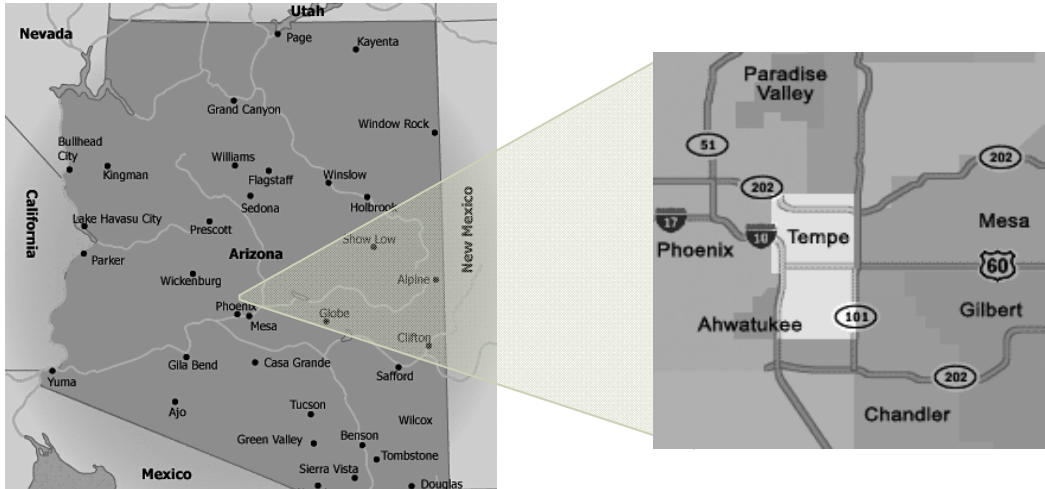 Utah
Nevada
Page
Kayenta
Grand Canyon
Window Rock
Bullhead
City
Kingman
Williams
Flagstaff
Winslow
Sedona
Holbrook
California
Lake Havasu City
Prescott
Show Low
New Mexico
Parker
Arizona
Wickenburg
Alpine
Phoenix
Mesa
Globe
Clifton
Gila Bend
Casa Grande
Safford
Yuma
Ajo
Tucson
Wilcox
Green Valley
Benson
Tombstone
Sierra Vista
Mexico
Douglas
Paradise
Valley
51
202
202
17
10
Tempe
Mesa
Phoenix
60
Ahwatukee
101
Gilbert
202
Chandler